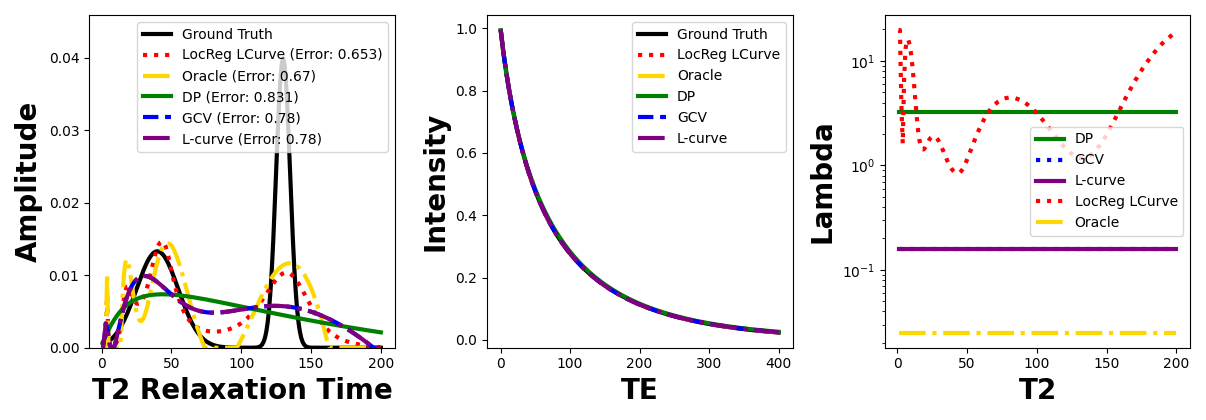 Amplitude
0.04
0.03
0.02
0.01
0.00
Ground Truth
LocReg LCurve (Error: 0.653)
Oracle (Error: 0.67)
DP (Error: 0.831)
GCV (Error: 0.78)
L-curve (Error: 0.78)
0 50 100 150 200
T2 Relaxation Time
Intensity
1.0
0.8
0.6
0.4
0.2
0.0
Ground Truth
LocReg LCurve
Oracle
DP
GCV
L-curve
0 100 200 300 400
TE
Lambda
10¹
10⁰
10⁻¹
DP
GCV
L-curve
LocReg LCurve
Oracle
0 50 100 150 200
T2